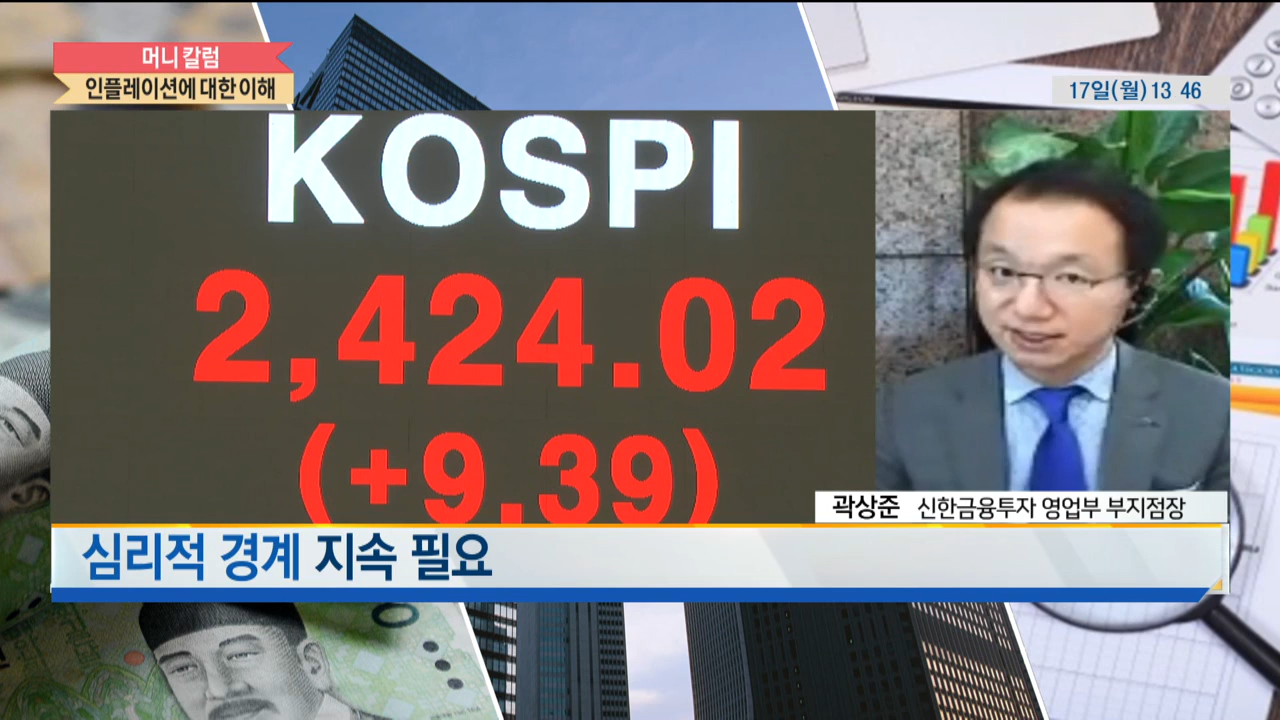 머니 칼럼
인플레이션에 대한 이해
17일(월) 13 46
KOSPI
2,424.02
(+9.39)
곽상준 신한금융투자 영업부 부지점장
심리적 경계 지속 필요